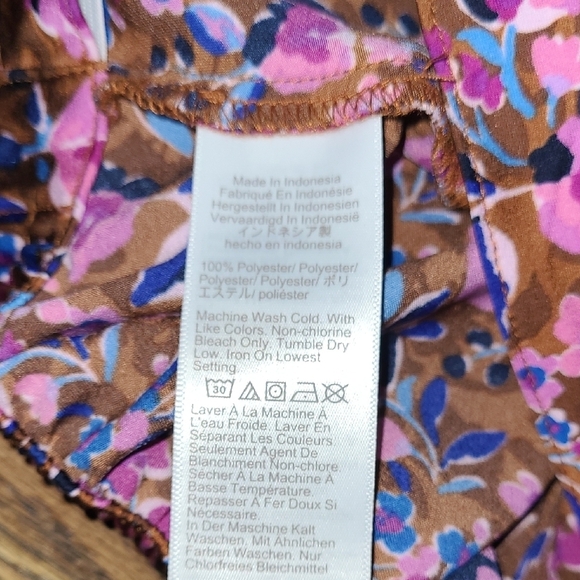 Made In Indonesia
Fabriqué En Indonésie
Hergestellt In Indonesien
Vervaardigd In Indonesië
インドネシア製
hecho en indonesia
100% Polyester/ Polyester/
Polyester/ Polyester/ ポリ
エステル/ poliéster
Machine Wash Cold. With
Like Colors. Non-chlorine
Bleach Only. Tumble Dry
Low. Iron On Lowest
Setting.
30
Laver À La Machine À
L'eau Froide. Laver En
Séparant Les Couleurs.
Seulement Agent De
Blanchiment Non-chlore.
Sécher À La Machine À
Basse Température.
Repasser À Fer Doux Si
Nécessaire.
In Der Maschine Kalt
Waschen. Mit Ähnlichen
Farben Waschen. Nur
Chlorfreies Bleichmittel